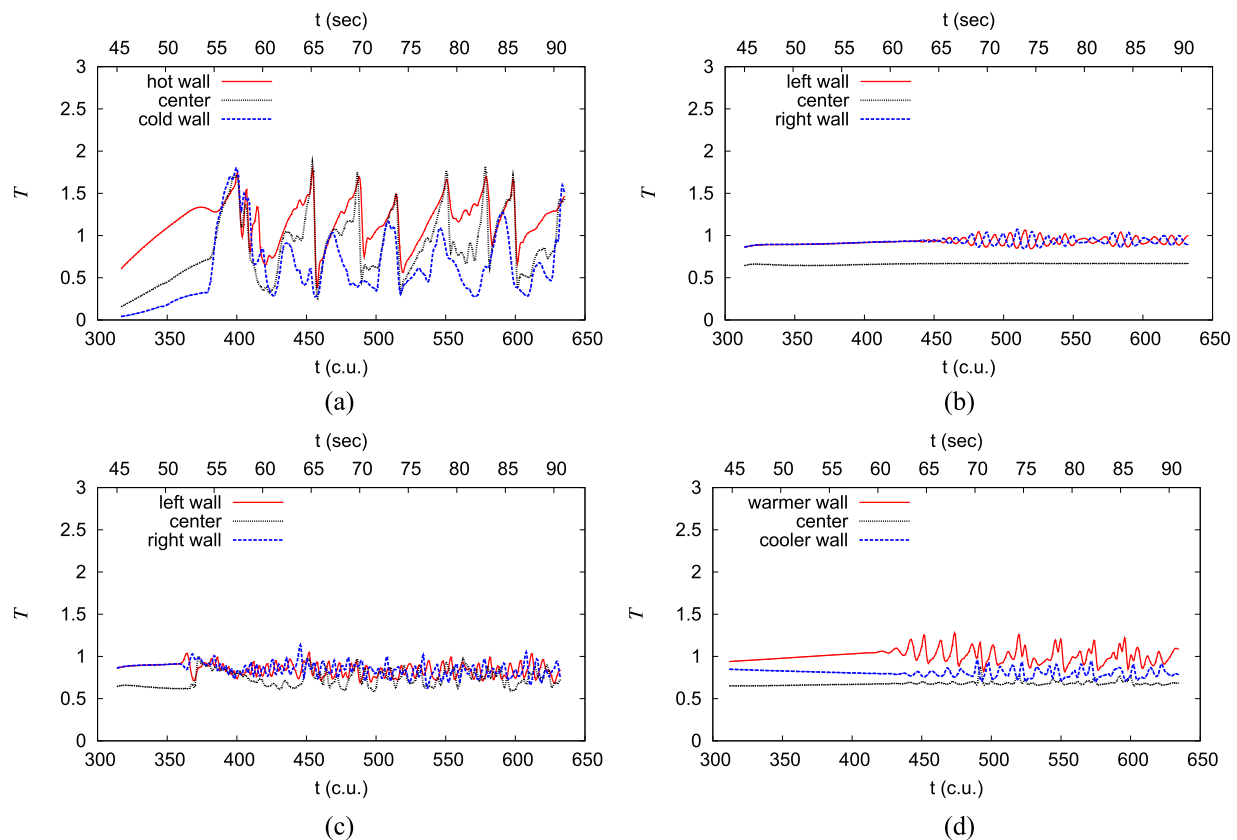 t (sec)
45 50 55 60 65 70 75 80 85 90
hot wall
center
cold wall
3
2.5
2
1.5
1
0.5
0
T
300 350 400 450 500 550 600 650
t (c.u.)
(a)
t (sec)
45 50 55 60 65 70 75 80 85 90
left wall
center
right wall
3
2.5
2
1.5
1
0.5
0
T
300 350 400 450 500 550 600 650
t (c.u.)
(b)
t (sec)
45 50 55 60 65 70 75 80 85 90
left wall
center
right wall
3
2.5
2
1.5
1
0.5
0
T
300 350 400 450 500 550 600 650
t (c.u.)
(c)
t (sec)
45 50 55 60 65 70 75 80 85 90
warmer wall
center
cooler wall
3
2.5
2
1.5
1
0.5
0
T
300 350 400 450 500 550 600 650
t (c.u.)
(d)